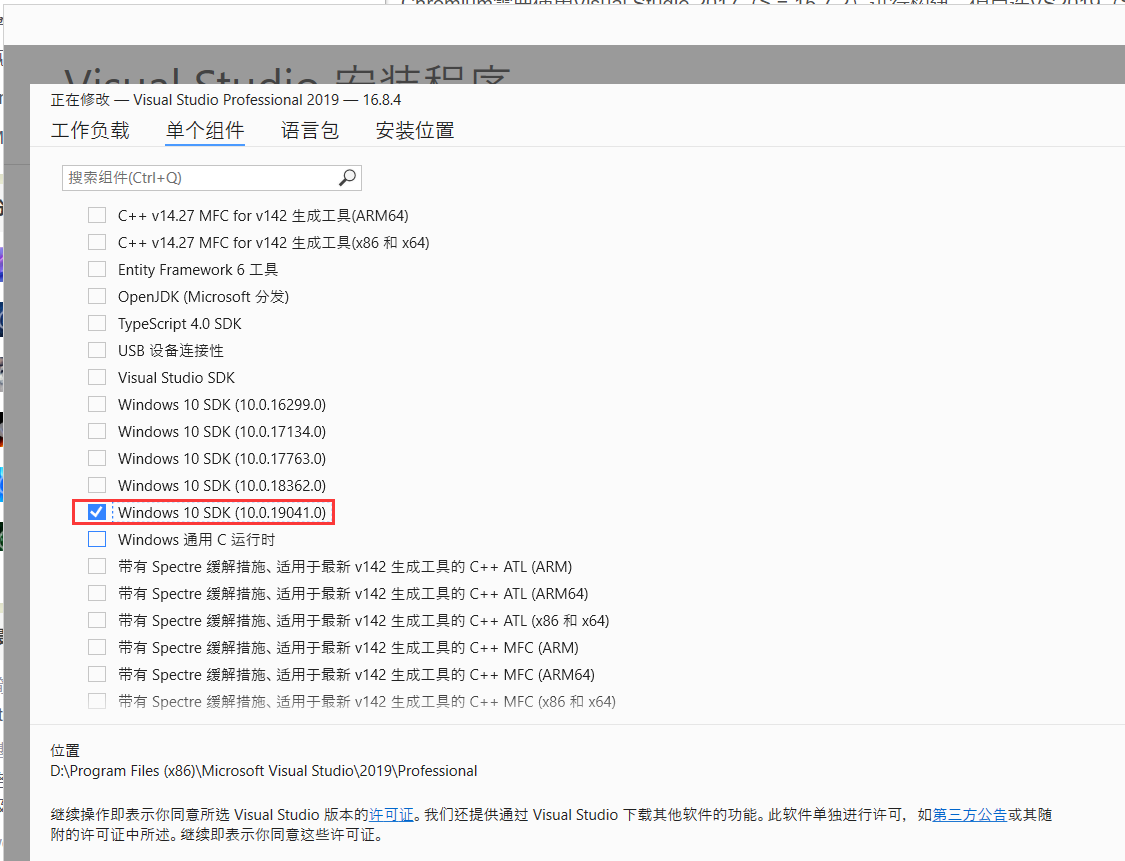 Visual Studio 安装程序
正在修改 — Visual Studio Professional 2019 — 16.8.4
工作负载 单个组件 语言包 安装位置
搜索组件(Ctrl+Q)
C++ v14.27 MFC for v142 生成工具(ARM64)
C++ v14.27 MFC for v142 生成工具(x86 和 x64)
Entity Framework 6 工具
OpenJDK (Microsoft 分发)
TypeScript 4.0 SDK
USB 设备连接性
Visual Studio SDK
Windows 10 SDK (10.0.16299.0)
Windows 10 SDK (10.0.17134.0)
Windows 10 SDK (10.0.17763.0)
Windows 10 SDK (10.0.18362.0)
Windows 10 SDK (10.0.19041.0)
Windows 通用 C 运行时
带有 Spectre 缓解措施、适用于最新 v142 生成工具的 C++ ATL (ARM)
带有 Spectre 缓解措施、适用于最新 v142 生成工具的 C++ ATL (ARM64)
带有 Spectre 缓解措施、适用于最新 v142 生成工具的 C++ ATL (x86 和 x64)
带有 Spectre 缓解措施、适用于最新 v142 生成工具的 C++ MFC (ARM)
带有 Spectre 缓解措施、适用于最新 v142 生成工具的 C++ MFC (ARM64)
带有 Spectre 缓解措施、适用于最新 v142 生成工具的 C++ MFC (x86 和 x64)
位置
D:\Program Files (x86)\Microsoft Visual Studio\2019\Professional
继续操作即表示你同意所选 Visual Studio 版本的许可证。我们还提供通过 Visual Studio 下载其他软件的功能。此软件单独进行许可，如第三方公告或其随
附的许可证中所述。继续即表示你同意这些许可证。